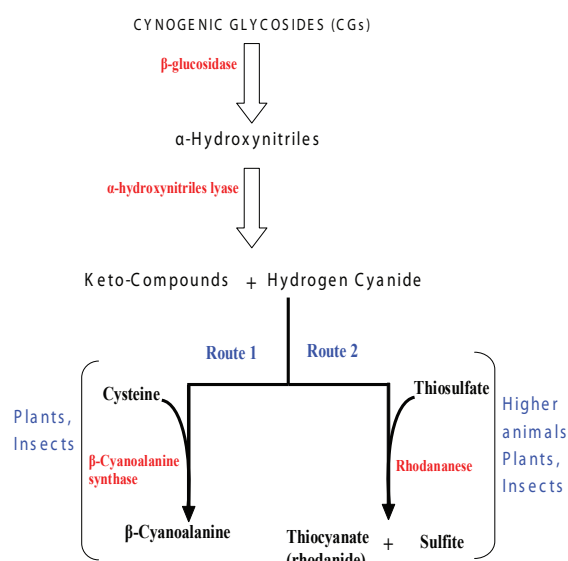 CYNOGENIC GLYCOSIDES (CGs)
β-glucosidase
α-Hydroxynitriles
α-hydroxynitriles lyase
Keto-Compounds + Hydrogen Cyanide
Route 1 Route 2
Cysteine
Thiosulfate
Plants,
Insects
Higher
animals
Plants,
Insects
β-Cyanoalanine
synthase
Rhodananese
β-Cyanoalanine
Thiocyanate + Sulfite
(rhodanide)